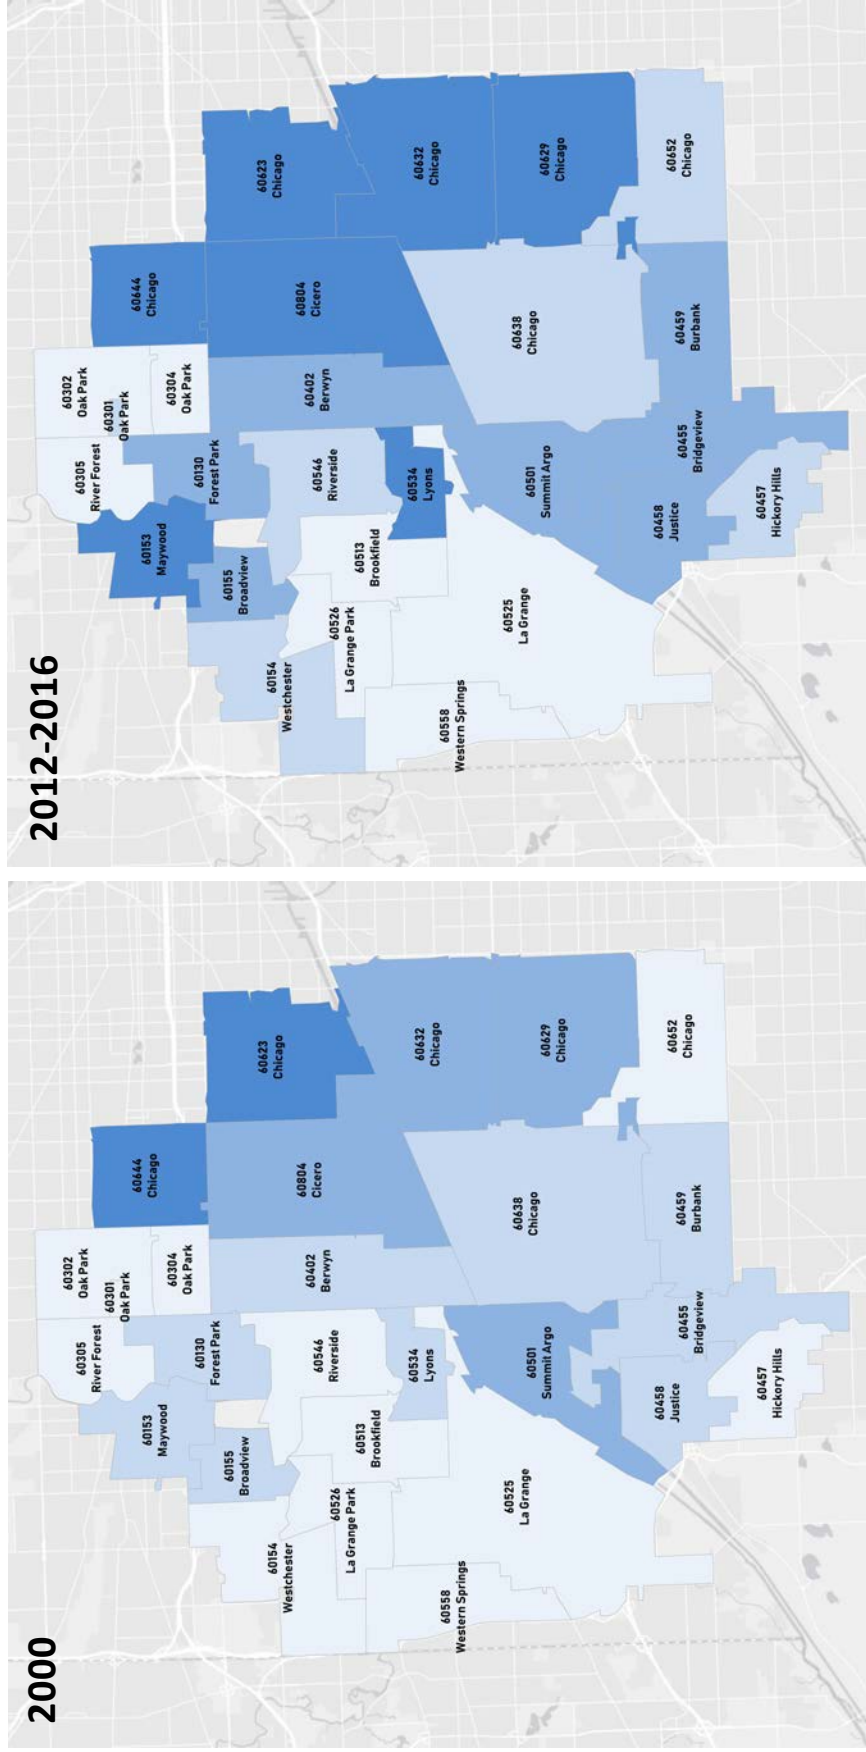 2000
60305
River Forest
60302
Oak Park
60301
Oak Park
60304
Oak Park
60644
Chicago
60153
Maywood
60130
Forest Park
60155
Broadview
60154
Westchester
60546
Riverside
60402
Berwyn
60804
Cicero
60623
Chicago
60526
La Grange Park
60513
Brookfield
60534
Lyons
60632
Chicago
60558
Western Springs
60525
La Grange
60501
Summit Argo
60638
Chicago
60629
Chicago
60458
Justice
60455
Bridgeview
60459
Burbank
60652
Chicago
60457
Hickory Hills
2012-2016
60305
River Forest
60302
Oak Park
60301
Oak Park
60304
Oak Park
60644
Chicago
60153
Maywood
60130
Forest Park
60155
Broadview
60154
Westchester
60546
Riverside
60402
Berwyn
60804
Cicero
60623
Chicago
60526
La Grange Park
60513
Brookfield
60534
Lyons
60632
Chicago
60558
Western Springs
60525
La Grange
60501
Summit Argo
60638
Chicago
60629
Chicago
60458
Justice
60455
Bridgeview
60459
Burbank
60652
Chicago
60457
Hickory Hills